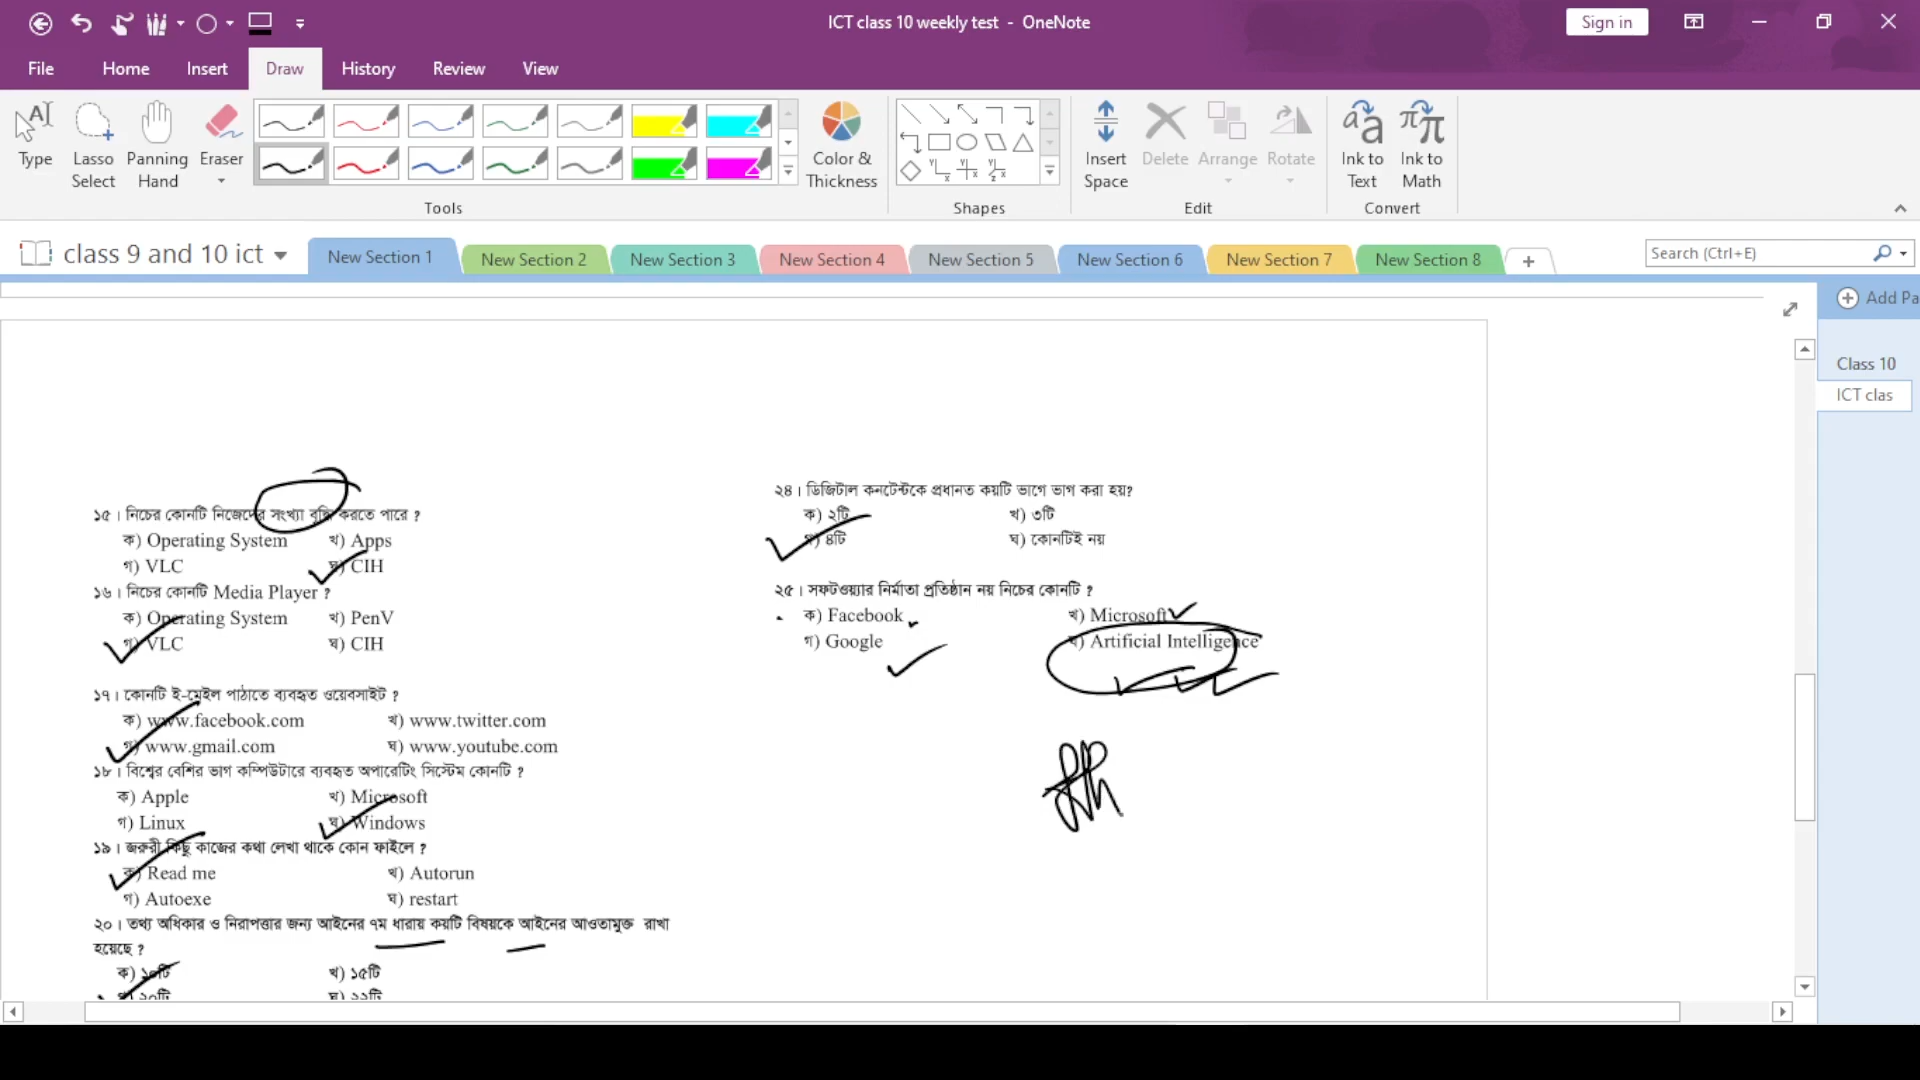 ICT class 10 weekly test - OneNote
Sign in
File Home Insert Draw History Review View
Type
Lasso Select
Panning Hand
Eraser
Color & Thickness
Insert Space
Delete
Arrange
Rotate
Ink to Text
Ink to Math
Tools
Shapes
Edit
Convert
class 9 and 10 ict
New Section 1
New Section 2
New Section 3
New Section 4
New Section 5
New Section 6
New Section 7
New Section 8
Search (Ctrl+E)
Add Pa
Class 10
ICT clas
১৫। নিচের কোনটি নিজেদের সংখ্যা বৃদ্ধি করতে পারে ?
ক) Operating System খ) Apps
গ) VLC ঘ) CIH
১৬। নিচের কোনটি Media Player ?
ক) Operating System খ) PenV
গ) VLC ঘ) CIH
১৭। কোনটি ই-মেইল পাঠাতে ব্যবহৃত ওয়েবসাইট ?
ক) www.facebook.com খ) www.twitter.com
গ) www.gmail.com ঘ) www.youtube.com
১৮। বিশ্বের বেশির ভাগ কম্পিউটারে ব্যবহৃত অপারেটিং সিস্টেম কোনটি ?
ক) Apple খ) Microsoft
গ) Linux ঘ) Windows
১৯। জরুরী কিছু কাজের কথা লেখা থাকে কোন ফাইলে ?
ক) Read me খ) Autorun
গ) Autoexe ঘ) restart
২০। তথ্য অধিকার ও নিরাপত্তার জন্য আইনের ৭ম ধারায় কয়টি বিষয়কে আইনের আওতামুক্ত রাখা
হয়েছে ?
ক) ১০টি খ) ১৫টি
গ) ২০টি ঘ) ২২টি
২৪। ডিজিটাল কনটেন্টকে প্রধানত কয়টি ভাগে ভাগ করা হয়?
ক) ২টি খ) ৩টি
গ) ৪টি ঘ) কোনটিই নয়
২৫। সফটওয়্যার নির্মাতা প্রতিষ্ঠান নয় নিচের কোনটি ?
ক) Facebook খ) Microsoft
গ) Google ঘ) Artificial Intelligence